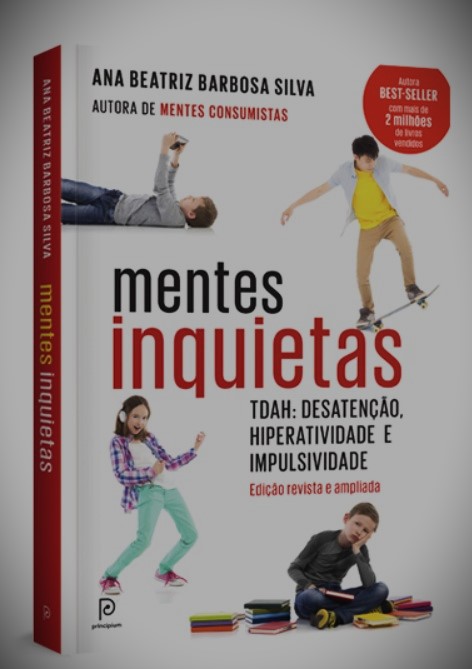 ANA BEATRIZ BARBOSA SILVA
AUTORA DE MENTES CONSUMISTAS
Autora
BEST-SELLER
com mais de
2 milhões
de livros
vendidos
mentes
inquietas
TDAH: DESATENÇÃO,
HIPERATIVIDADE E
IMPULSIVIDADE
Edição revista e ampliada
principium
ANA BEATRIZ BARBOSA SILVA
mentes inquietas